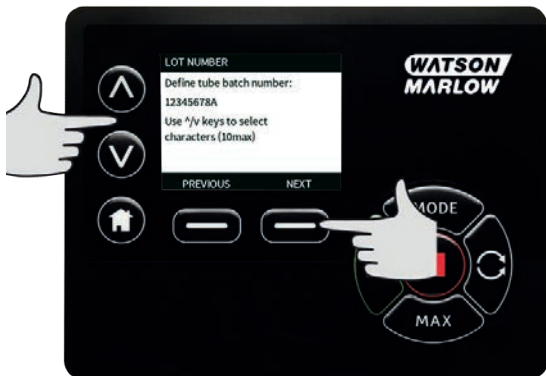 LOT NUMBER
Define tube batch number:
12345678A
Use ^/v keys to select
characters (10max)
PREVIOUS NEXT
WATSON
MARLOW
MODE
MAX